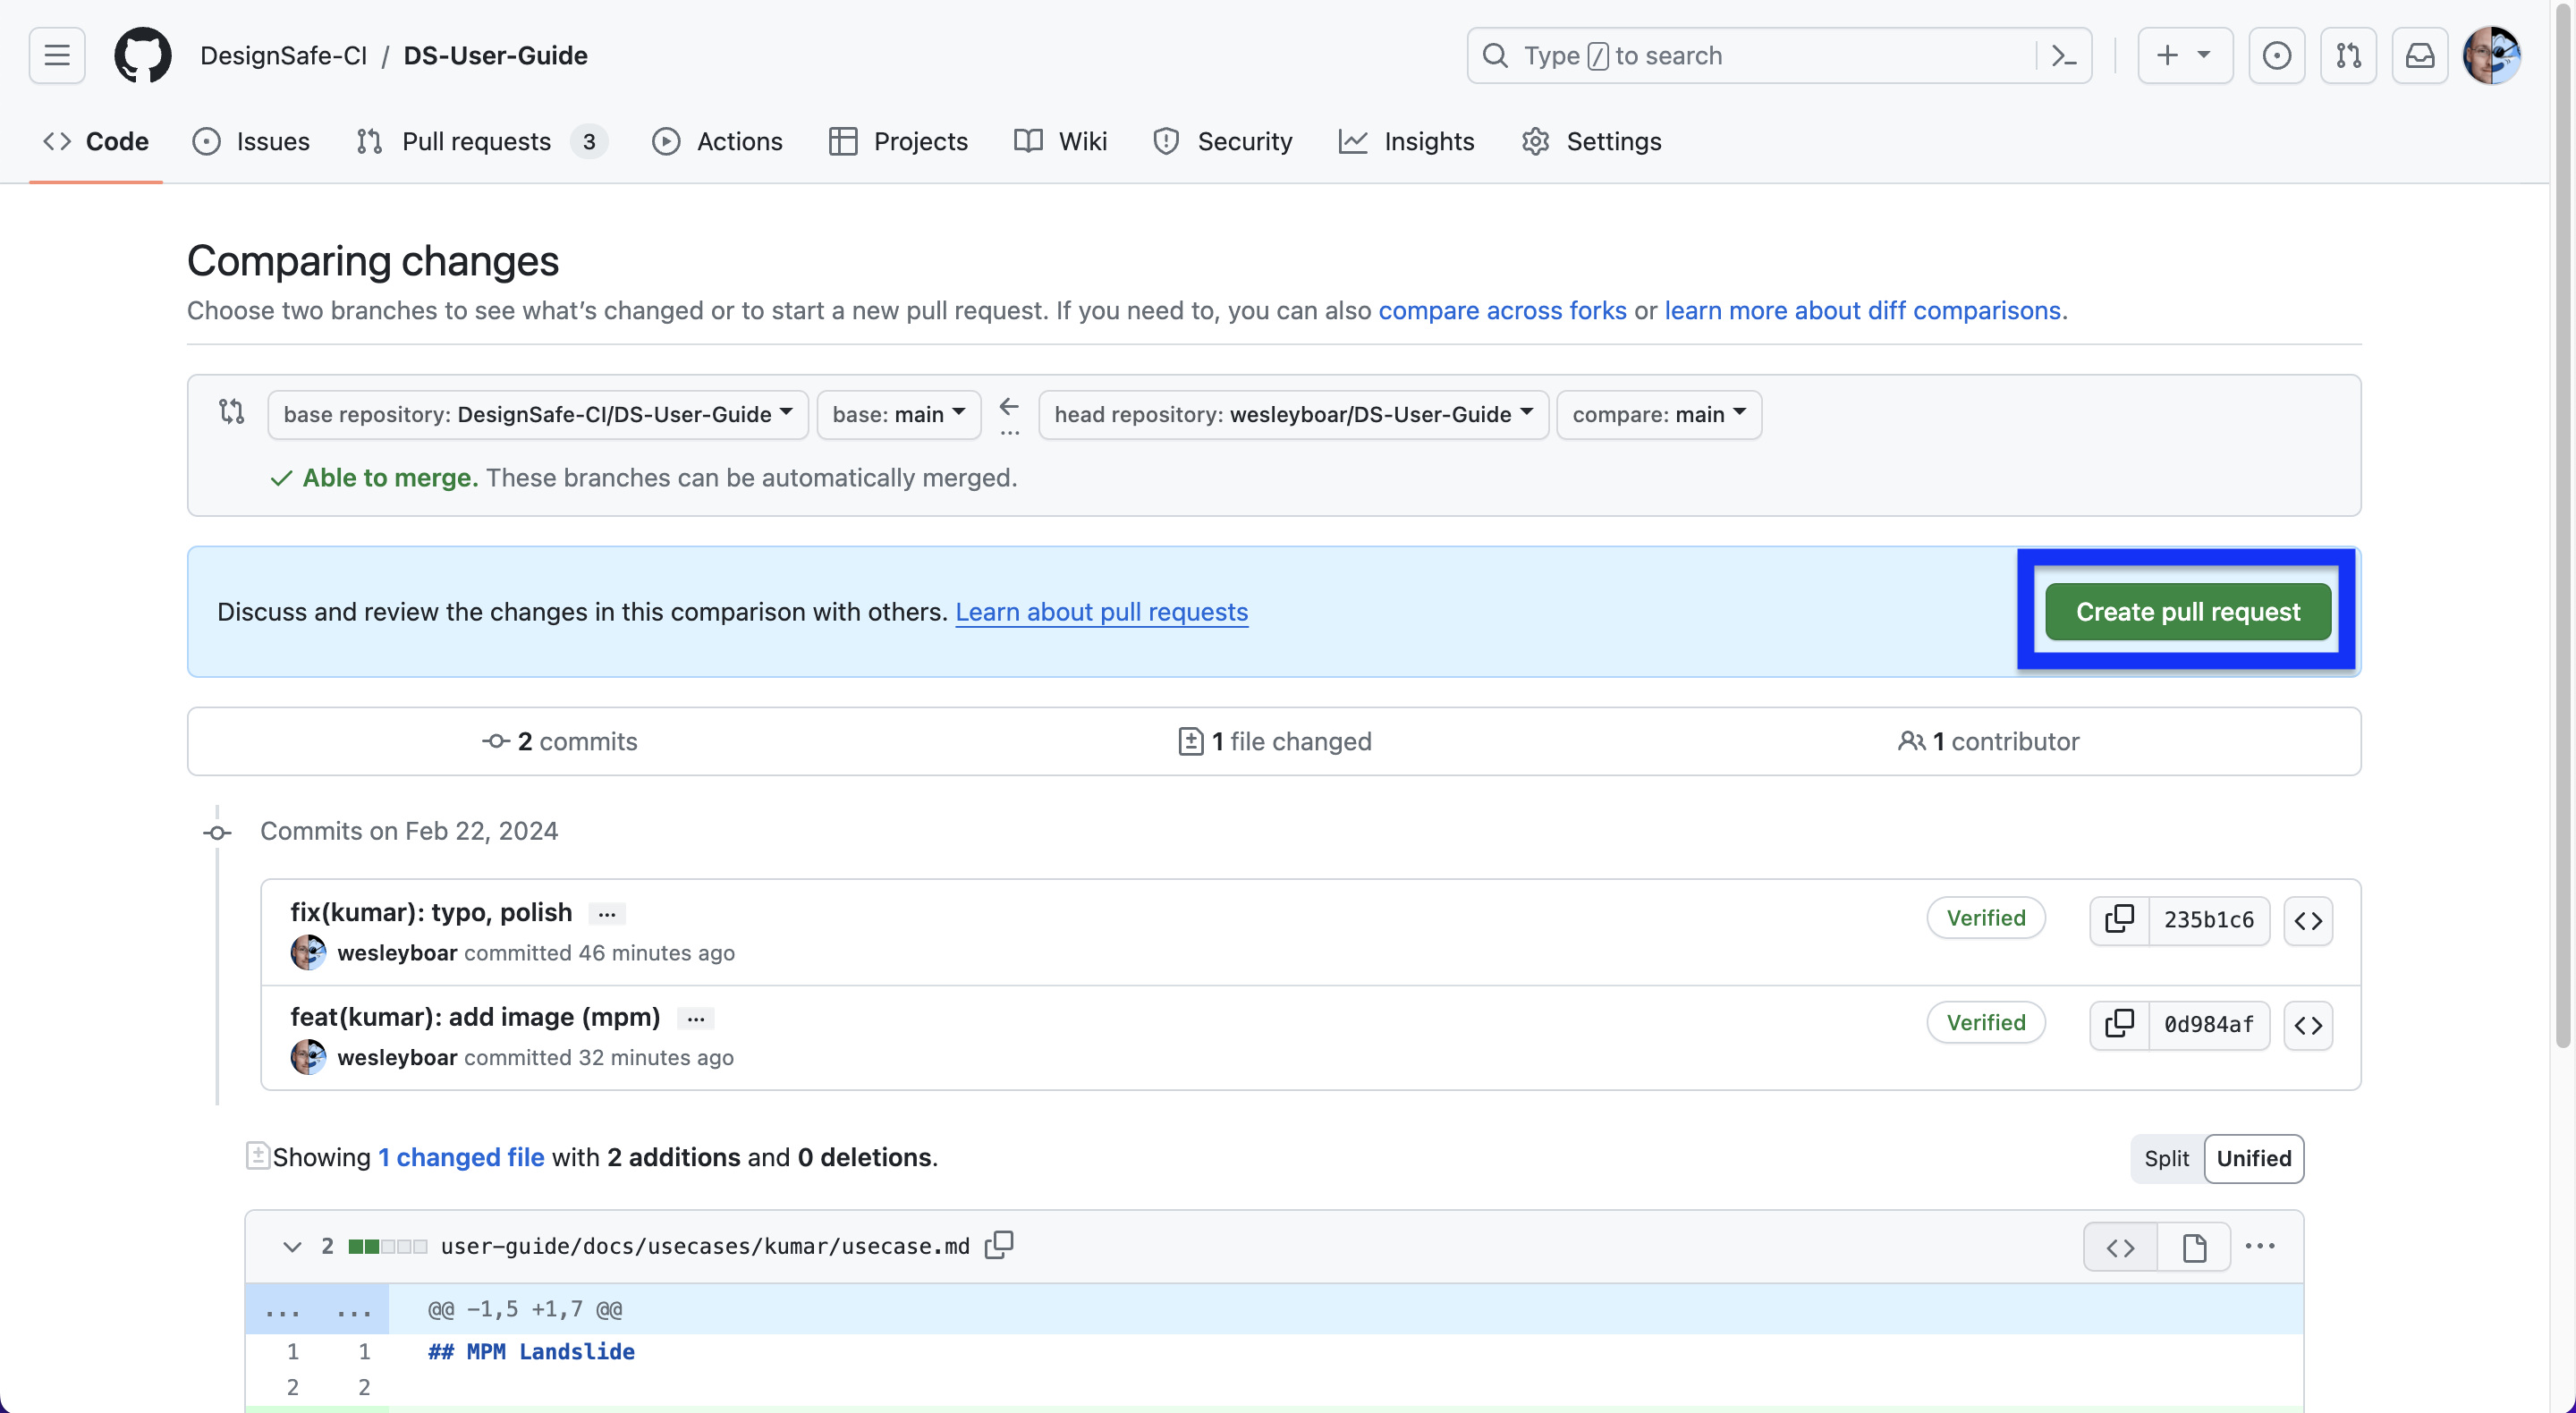 DesignSafe-CI / DS-User-Guide
Type / to search
Code
Issues
Pull requests 3
Actions
Projects
Wiki
Security
Insights
Settings
Comparing changes
Choose two branches to see what’s changed or to start a new pull request. If you need to, you can also compare across forks or learn more about diff comparisons.
base repository: DesignSafe-CI/DS-User-Guide
base: main
...
head repository: wesleyboar/DS-User-Guide
compare: main
Able to merge. These branches can be automatically merged.
Discuss and review the changes in this comparison with others. Learn about pull requests
Create pull request
2 commits
1 file changed
1 contributor
Commits on Feb 22, 2024
fix(kumar): typo, polish ...
Verified
235b1c6
wesleyboar committed 46 minutes ago
feat(kumar): add image (mpm) ...
Verified
0d984af
wesleyboar committed 32 minutes ago
Showing 1 changed file with 2 additions and 0 deletions.
Split
Unified
2 user-guide/docs/usecases/kumar/usecase.md
... ... @@ -1,5 +1,7 @@
1 1 ## MPM Landslide
2 2